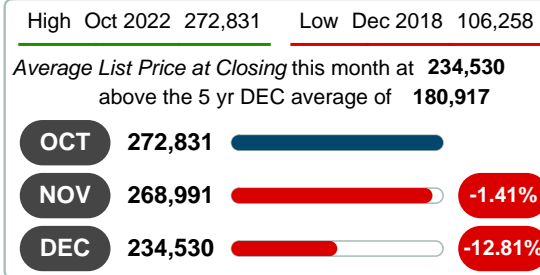 High Oct 2022 272,831 Low Dec 2018 106,258
Average List Price at Closing this month at 234,530
above the 5 yr DEC average of 180,917
OCT 272,831
NOV 268,991 -1.41%
DEC 234,530 -12.81%